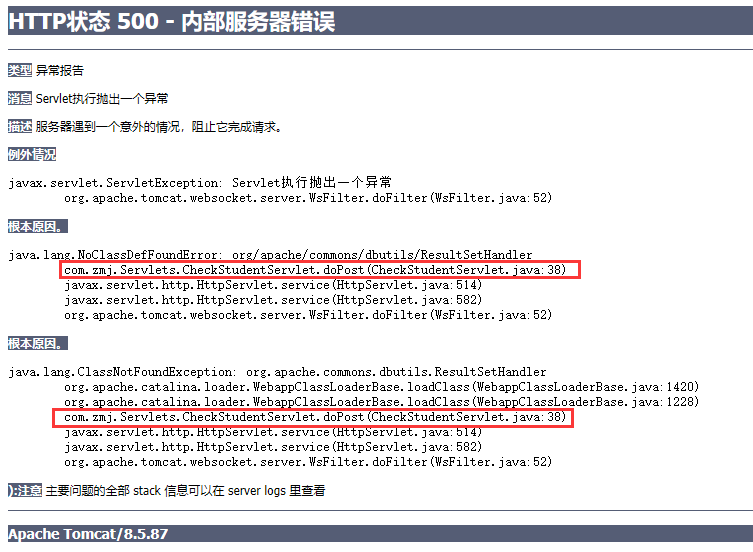 HTTP状态 500 - 内部服务器错误
类型 异常报告
消息 Servlet执行抛出一个异常
描述 服务器遇到一个意外的情况，阻止它完成请求。
例外情况
javax.servlet.ServletException: Servlet执行抛出一个异常
org.apache.tomcat.websocket.server.WsFilter.doFilter(WsFilter.java:52)
根本原因。
java.lang.NoClassDefFoundError: org/apache/commons/dbutils/ResultSetHandler
com.zmj.Servlets.CheckStudentServlet.doPost(CheckStudentServlet.java:38)
javax.servlet.http.HttpServlet.service(HttpServlet.java:514)
javax.servlet.http.HttpServlet.service(HttpServlet.java:582)
org.apache.tomcat.websocket.server.WsFilter.doFilter(WsFilter.java:52)
根本原因。
java.lang.ClassNotFoundException: org.apache.commons.dbutils.ResultSetHandler
org.apache.catalina.loader.WebappClassLoaderBase.loadClass(WebappClassLoaderBase.java:1420)
org.apache.catalina.loader.WebappClassLoaderBase.loadClass(WebappClassLoaderBase.java:1228)
com.zmj.Servlets.CheckStudentServlet.doPost(CheckStudentServlet.java:38)
javax.servlet.http.HttpServlet.service(HttpServlet.java:514)
javax.servlet.http.HttpServlet.service(HttpServlet.java:582)
org.apache.tomcat.websocket.server.WsFilter.doFilter(WsFilter.java:52)
):注意 主要问题的全部 stack 信息可以在 server logs 里查看
Apache Tomcat/8.5.87